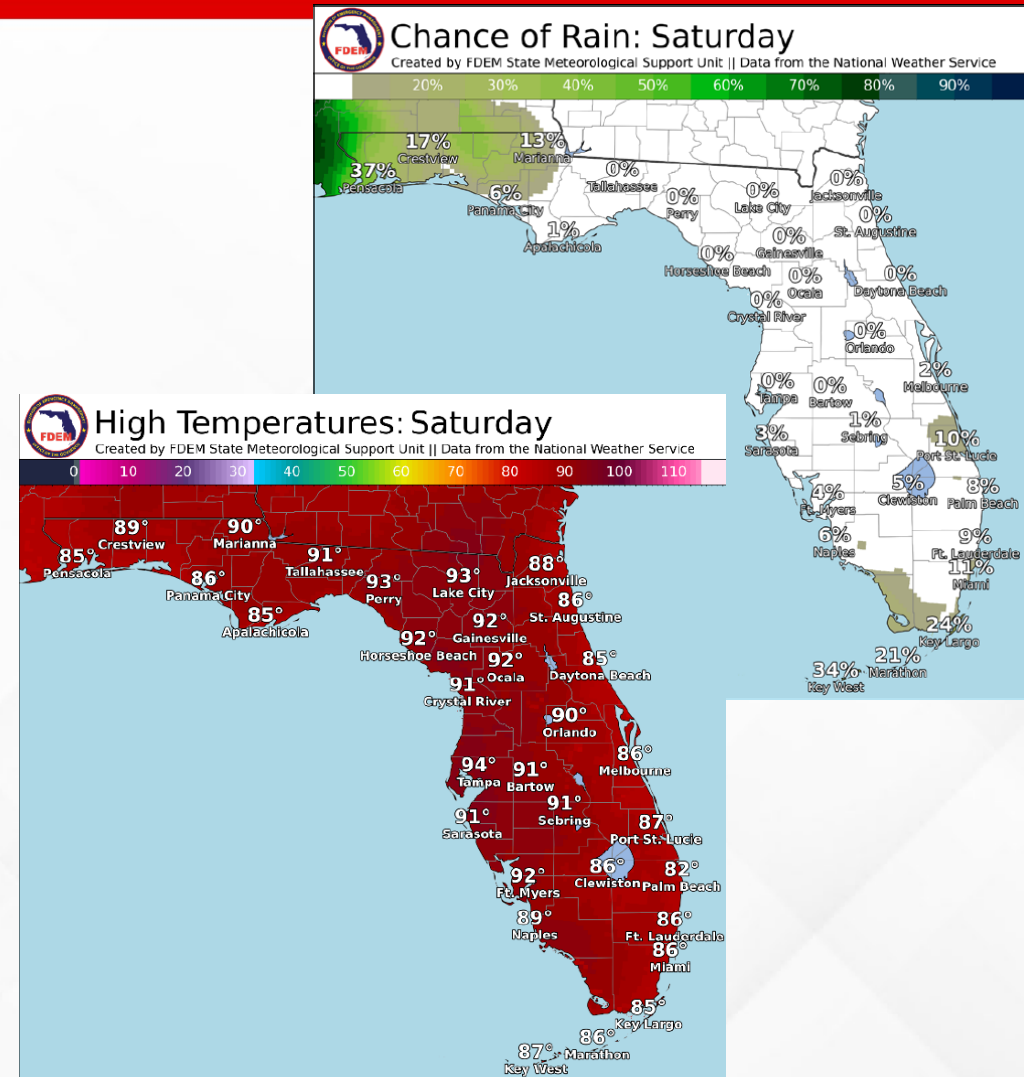 FDEM
Chance of Rain: Saturday
Created by FDEM State Meteorological Support Unit || Data from the National Weather Service
20% 30% 40% 50% 60% 70% 80% 90%
17%
Crestview
13%
Marianna
37%
Pensacola
6%
Panama City
1%
Apalachicola
0%
Tallahassee
0%
Perry
0%
Lake City
0%
Jacksonville
0%
St. Augustine
0%
Gainesville
0%
Horseshoe Beach
0%
Ocala
0%
Daytona Beach
0%
Crystal River
0%
Orlando
2%
Melbourne
0%
Tampa
0%
Bartow
1%
Sebring
3%
Sarasota
10%
Port St. Lucie
5%
Clewiston
8%
Palm Beach
4%
Ft. Myers
6%
Naples
9%
Ft. Lauderdale
11%
Miami
24%
Key Largo
21%
Marathon
34%
Key West
FDEM
High Temperatures: Saturday
Created by FDEM State Meteorological Support Unit || Data from the National Weather Service
0 10 20 30 40 50 60 70 80 90 100 110
89°
Crestview
90°
Marianna
85°
Pensacola
86°
Panama City
85°
Apalachicola
91°
Tallahassee
93°
Perry
93°
Lake City
88°
Jacksonville
86°
St. Augustine
92°
Gainesville
92°
Horseshoe Beach
92°
Ocala
85°
Daytona Beach
91°
Crystal River
90°
Orlando
86°
Melbourne
94°
Tampa
91°
Bartow
91°
Sebring
91°
Sarasota
87°
Port St. Lucie
86°
Clewiston
82°
Palm Beach
92°
Ft. Myers
89°
Naples
86°
Ft. Lauderdale
86°
Miami
85°
Key Largo
86°
Marathon
87°
Key West